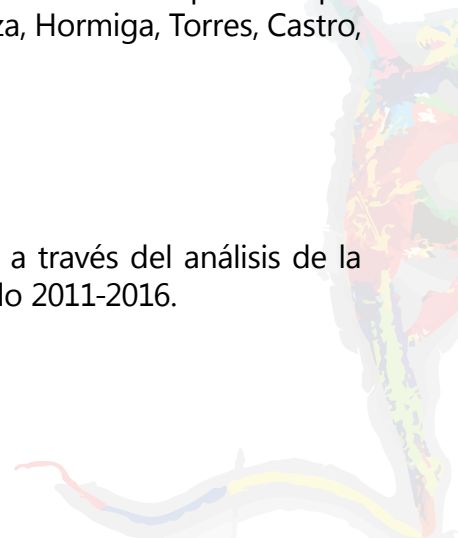 za, Hormiga, Torres, Castro,
a través del análisis de la
lo 2011-2016.